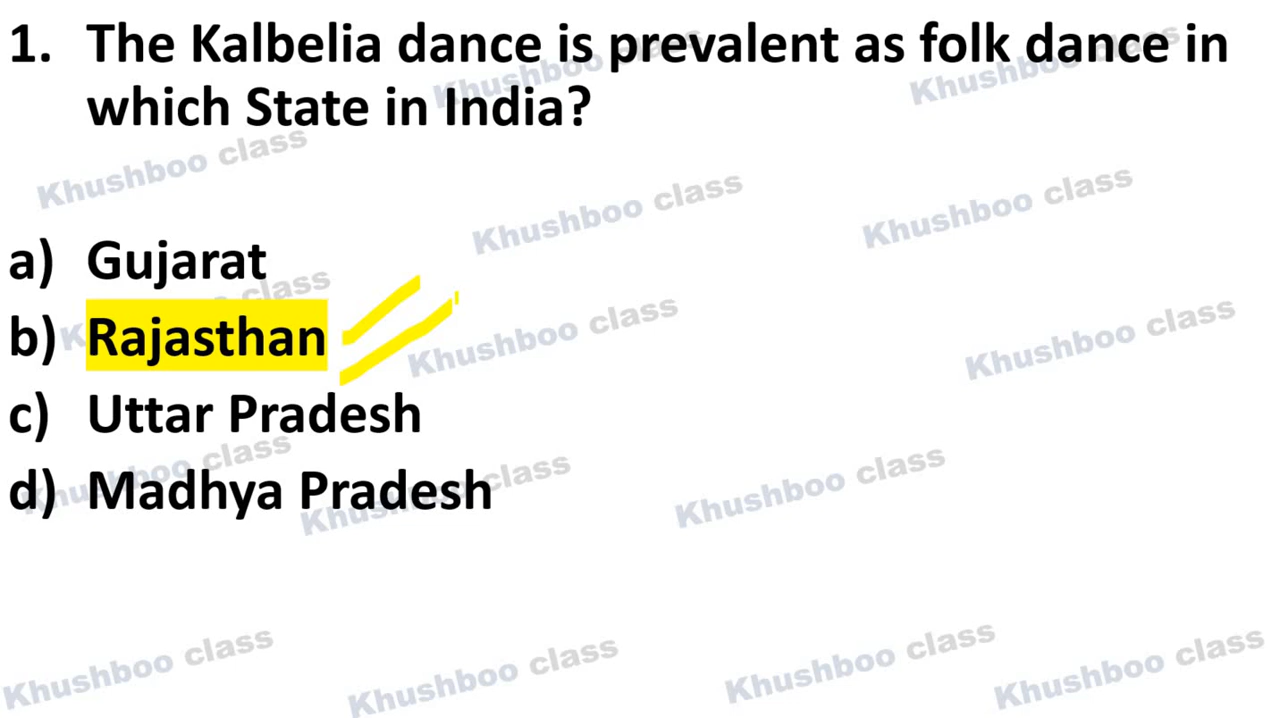 1. The Kalbelia dance is prevalent as folk dance in
which State in India?
Khushboo class
Khushboo class
Khushboo class
Khushboo class
Khushboo class
a) Gujarat
b) Rajasthan
Khushboo class
Khushboo class
Khushboo class
c) Uttar Pradesh
d) Madhya Pradesh
Khushboo class
Khushboo class
Khushboo class
Khushboo class
Khushboo class
Khushboo class
Khushboo class